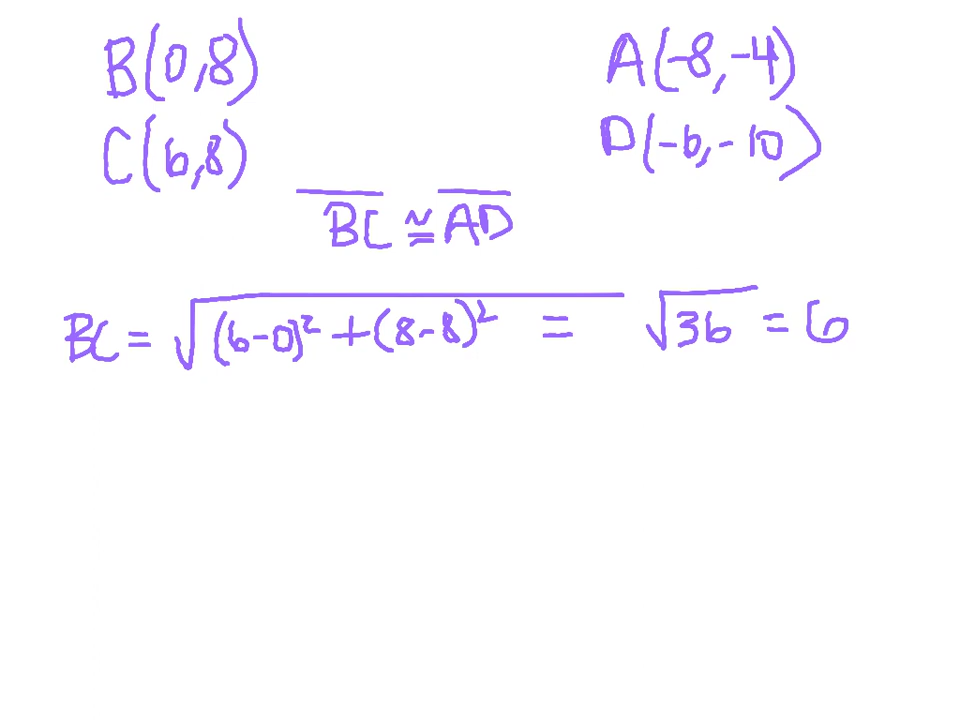 B(0,8) A(-8,-4)
C(6,8) D(-6,-10)
BC ≅ AD
BC = √(6-0)² + (8-8)² = √36 = 6